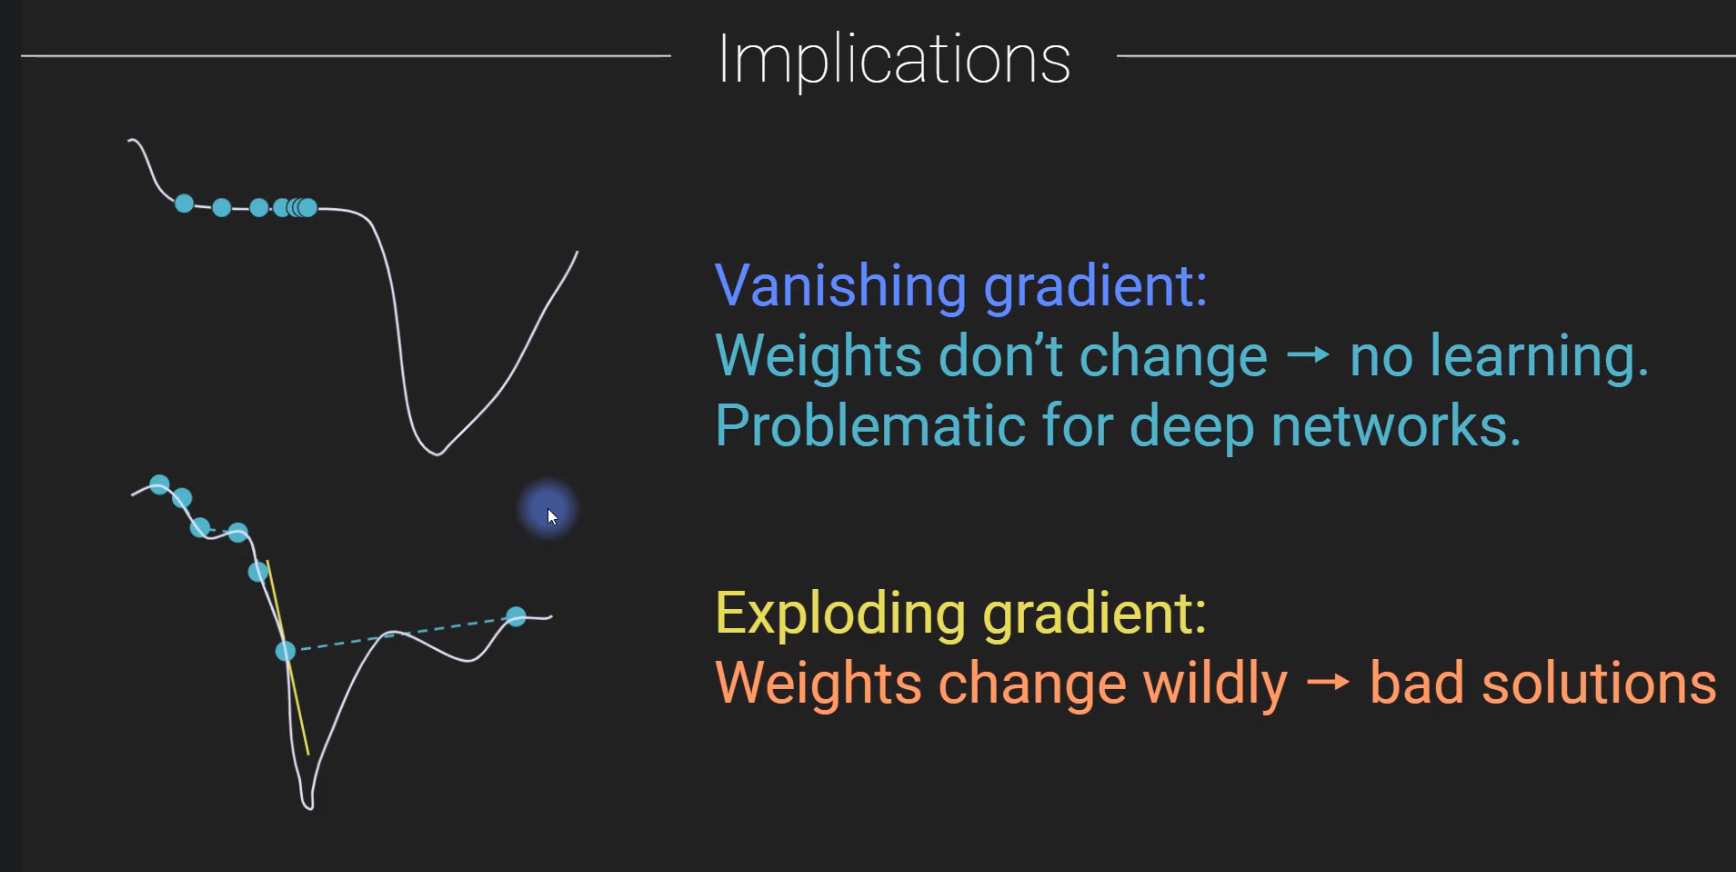 Implications
Vanishing gradient:
Weights don’t change → no learning.
Problematic for deep networks.
Exploding gradient:
Weights change wildly → bad solutions